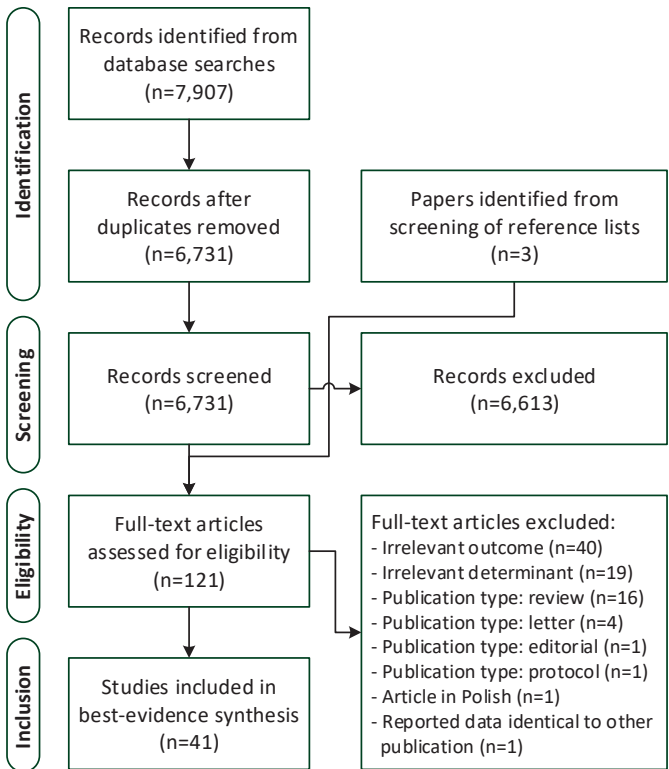 Identification
Records identified from
database searches
(n=7,907)
Records after
duplicates removed
(n=6,731)
Papers identified from
screening of reference lists
(n=3)
Screening
Records screened
(n=6,731)
Records excluded
(n=6,613)
Eligibility
Full-text articles
assessed for eligibility
(n=121)
Full-text articles excluded:
- Irrelevant outcome (n=40)
- Irrelevant determinant (n=19)
- Publication type: review (n=16)
- Publication type: letter (n=4)
- Publication type: editorial (n=1)
- Publication type: protocol (n=1)
- Article in Polish (n=1)
- Reported data identical to other
publication (n=1)
Inclusion
Studies included in
best-evidence synthesis
(n=41)